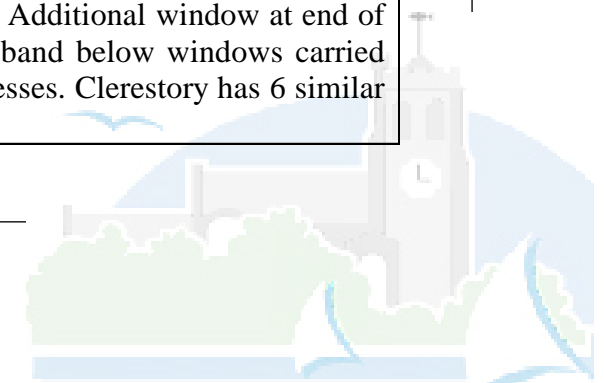 Additional window at end of
band below windows carried
esses. Clerestory has 6 similar